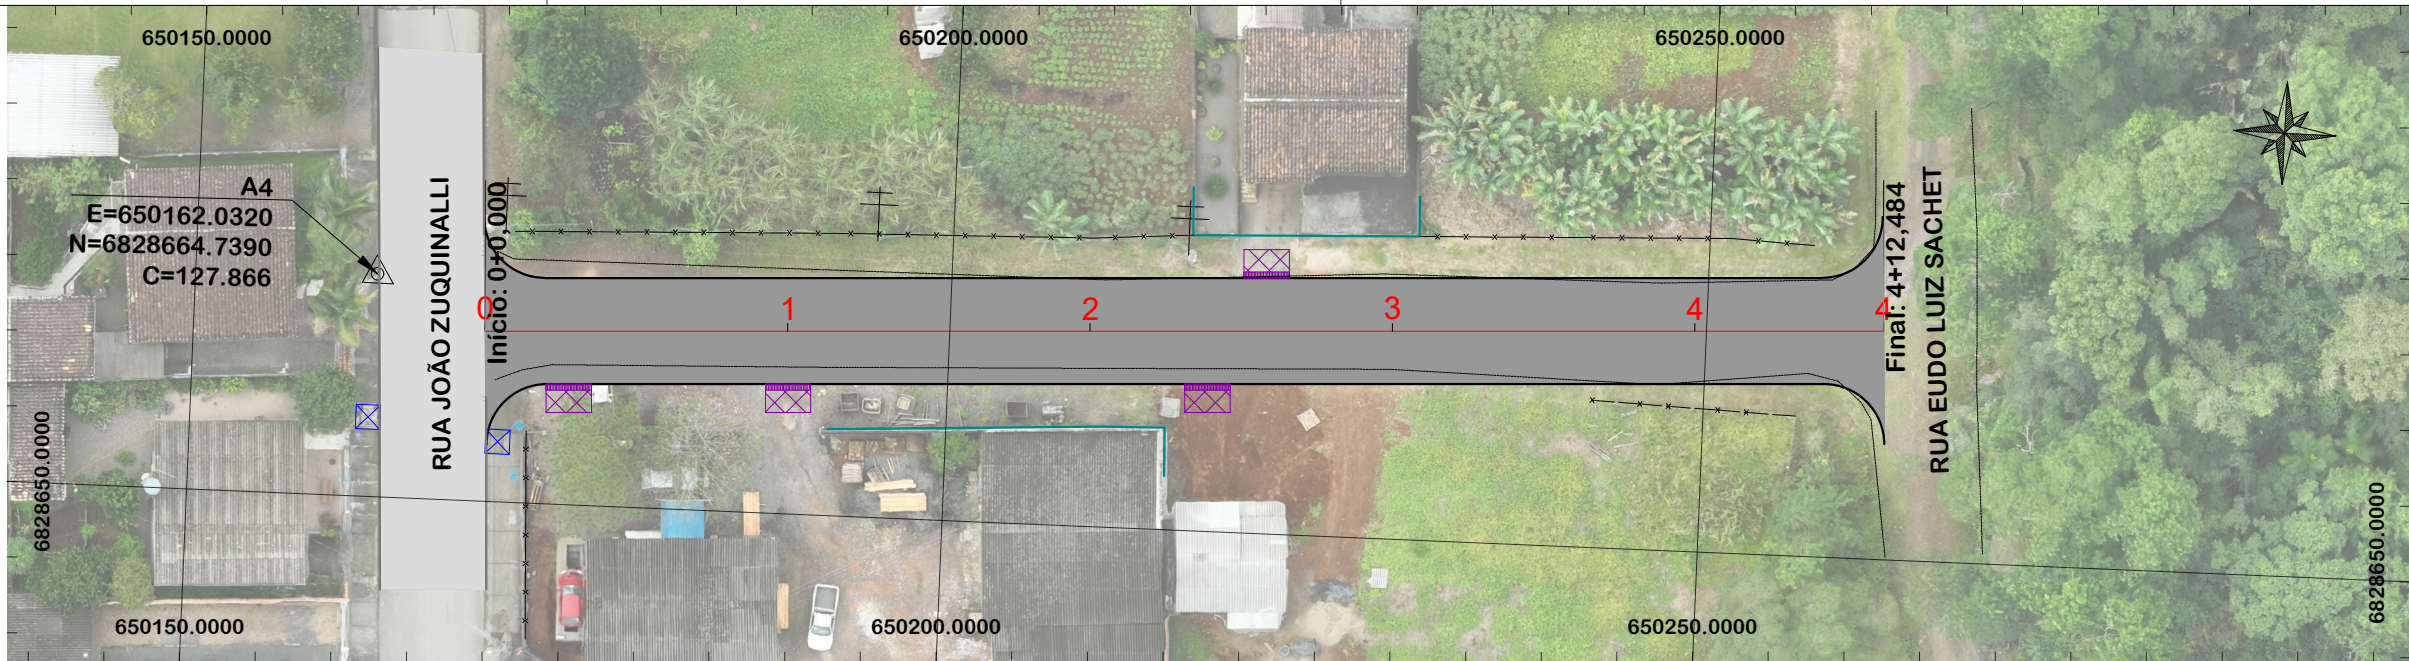 650150.0000
650200.0000
650250.0000
A4
E=650162.0320
N=6828664.7390
C=127.866
RUA JOÃO ZUQUINALLI
Início: 0+0,000
0
1
2
3
4
4
Final: 4+12,484
RUA EUDO LUIZ SACHET
6828650.0000
6828650.0000
650150.0000
650200.0000
650250.0000